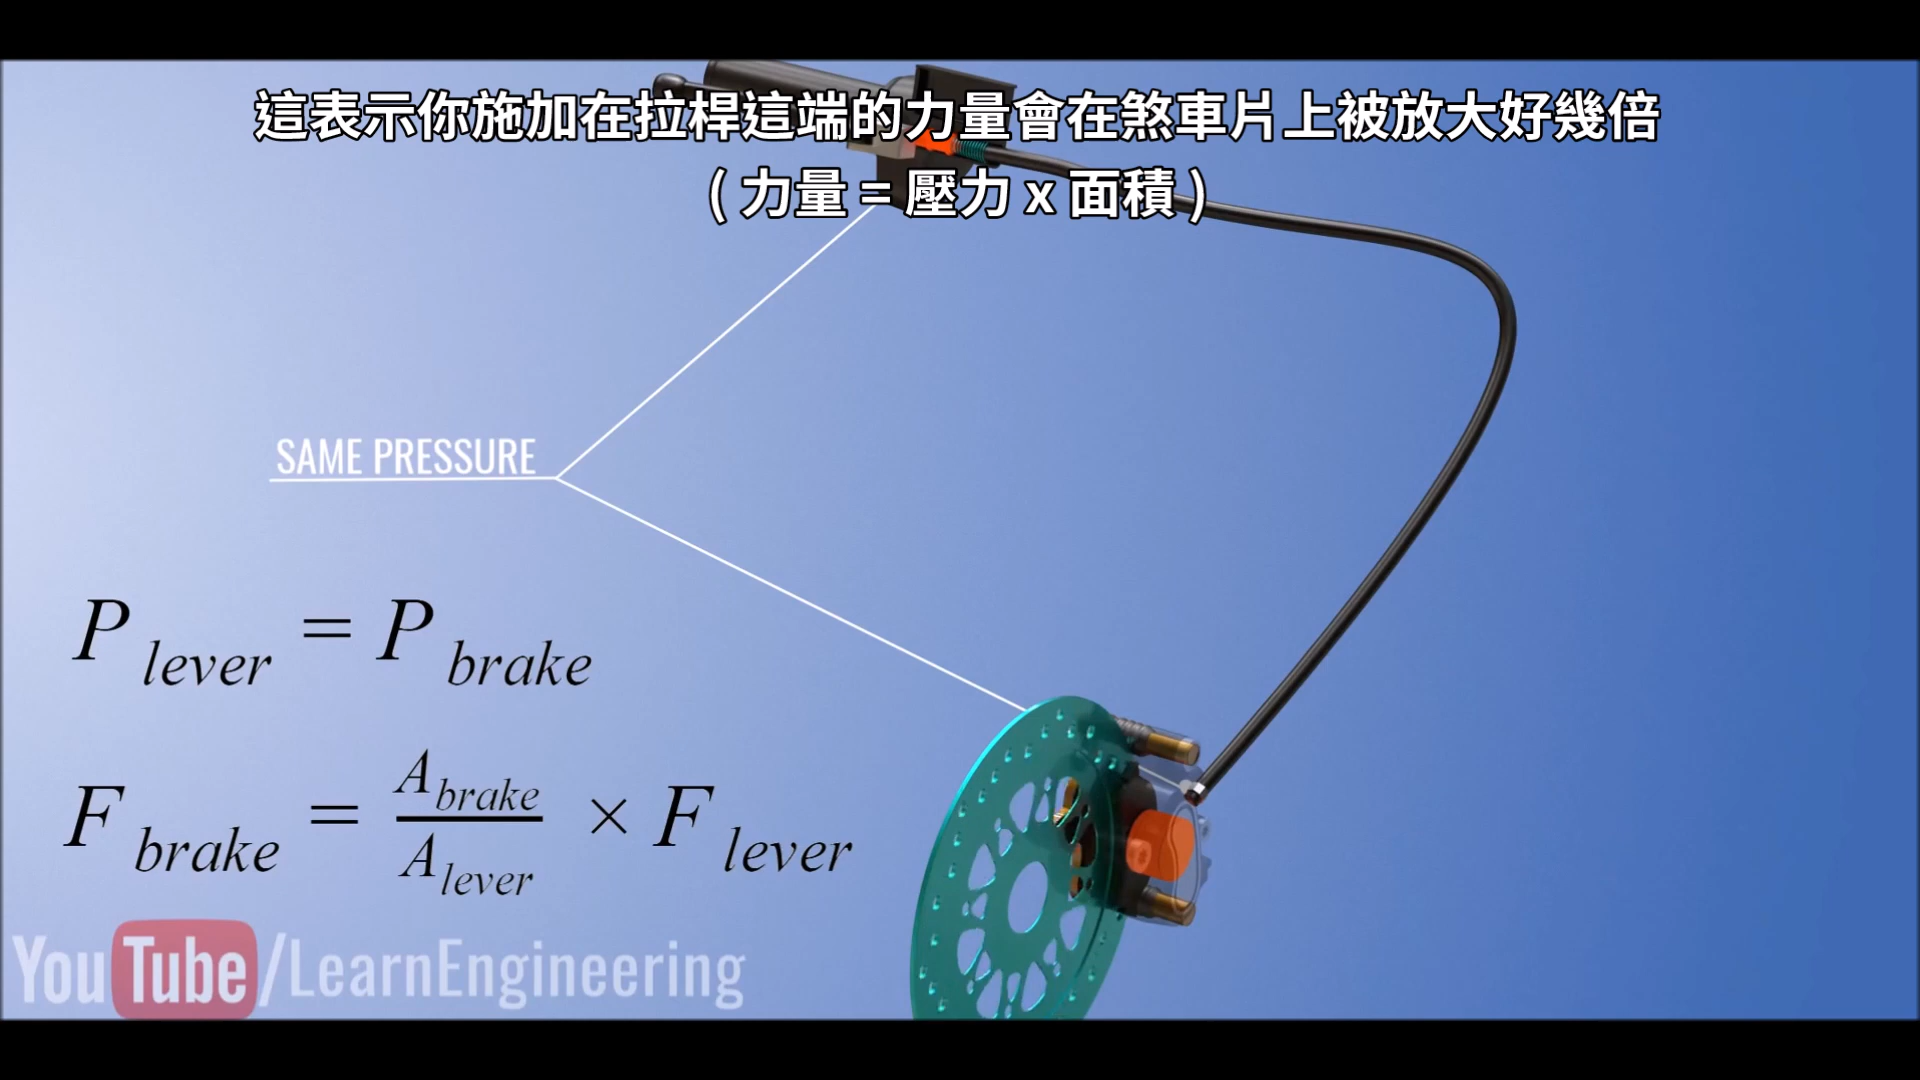 這表示你施加在拉桿這端的力量會在煞車片上被放大好幾倍
( 力量 = 壓力 x 面積 )
SAME PRESSURE
P lever = P brake
F brake = A brake / A lever × F lever
YouTube/LearnEngineering